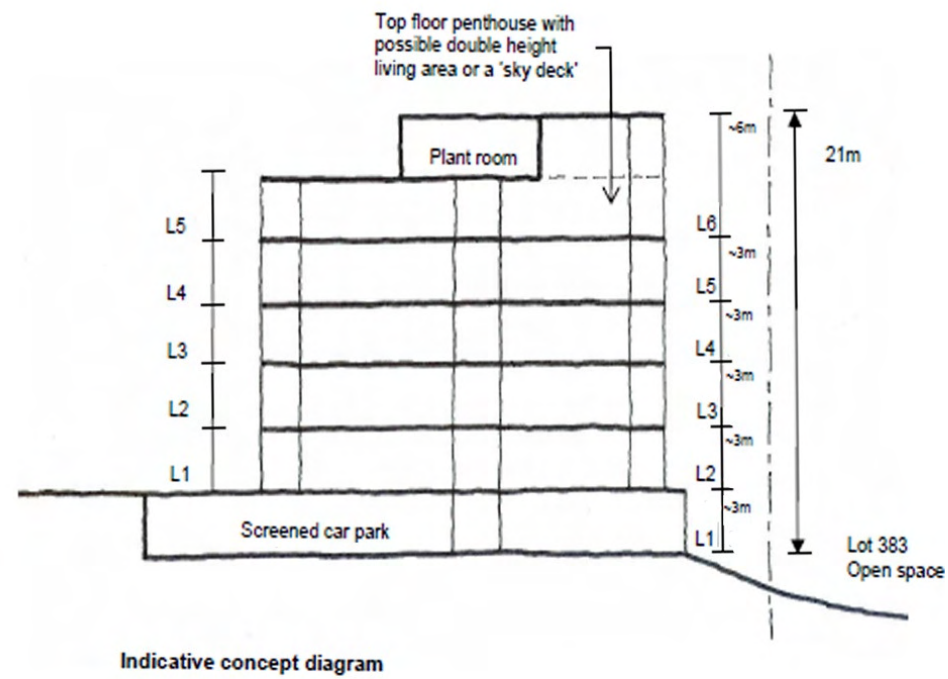 Top floor penthouse with
possible double height
living area or a 'sky deck'
Plant room
~6m
21m
L5
L6
~3m
L4
L5
~3m
L3
L4
~3m
L2
L3
~3m
L1
L2
~3m
Screened car park
L1
Lot 383
Open space
Indicative concept diagram